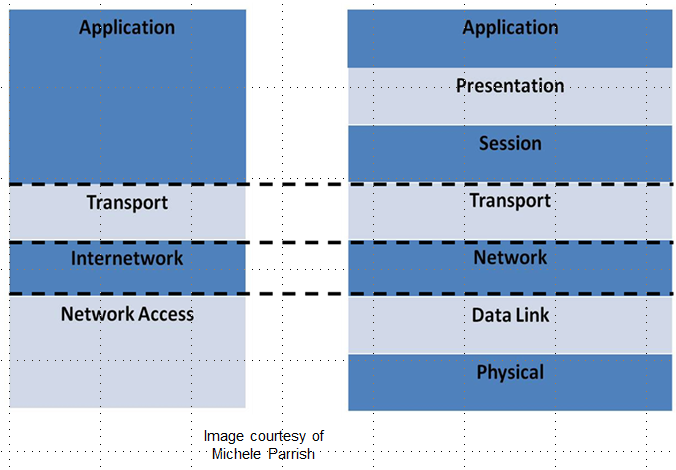 Application
Transport
Internetwork
Network Access
Application
Presentation
Session
Transport
Network
Data Link
Physical
Image courtesy of
Michele Parrish